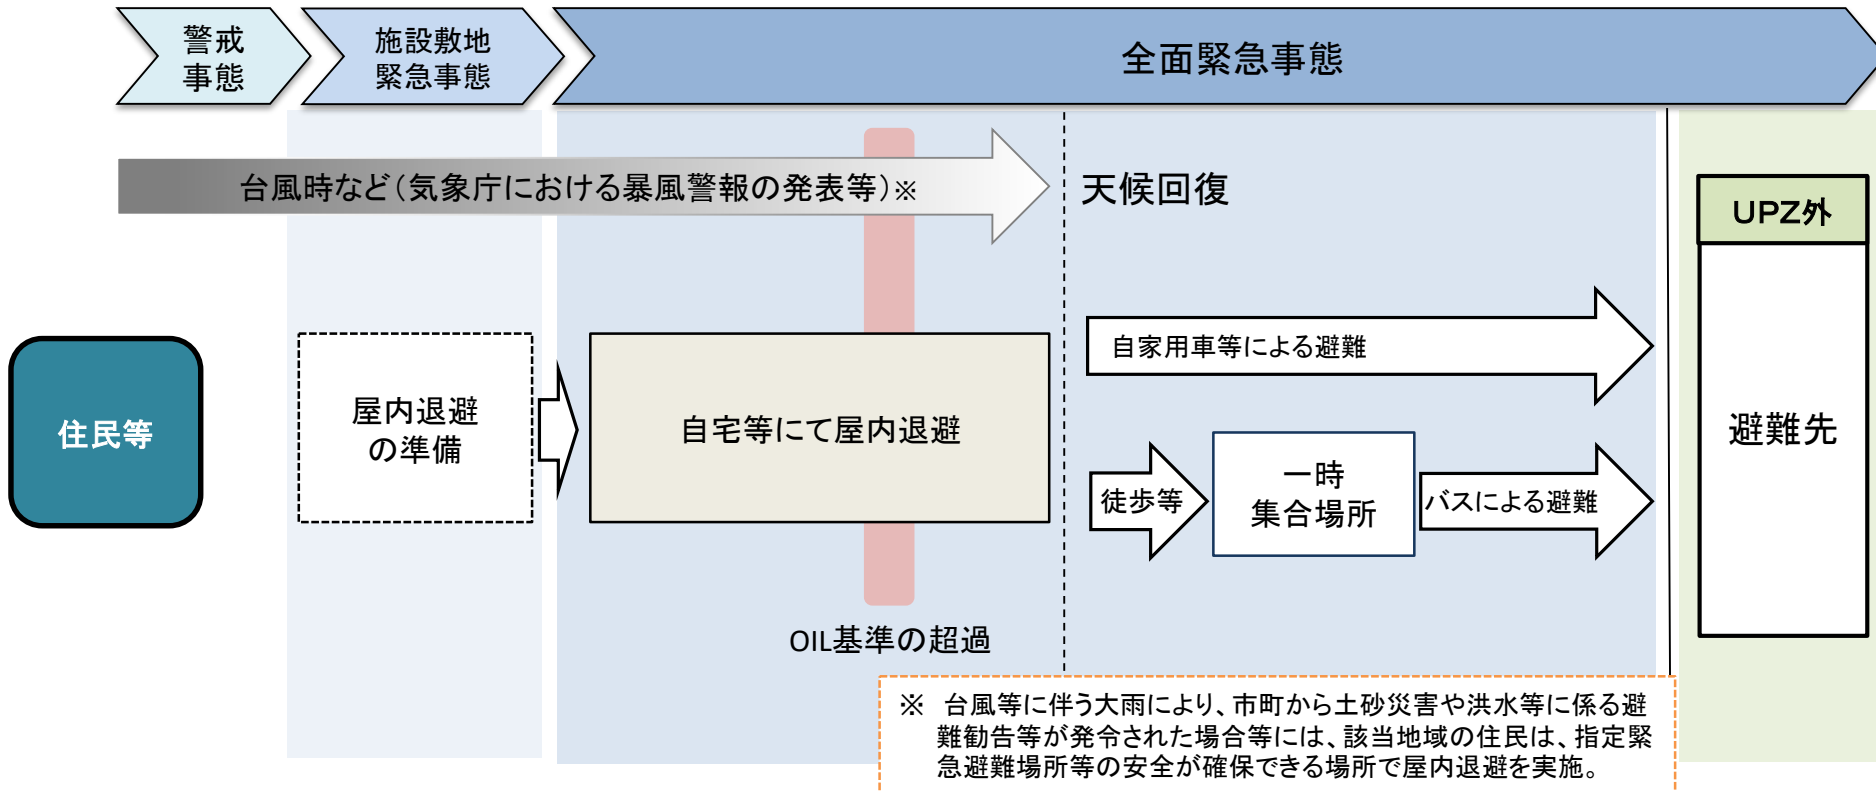 警戒
事態
施設敷地
緊急事態
全面緊急事態
台風時など（気象庁における暴風警報の発表等）※
天候回復
UPZ外
避難先
住民等
屋内退避
の準備
自宅等にて屋内退避
自家用車等による避難
徒歩等
一時
集合場所
バスによる避難
OIL基準の超過
※　台風等に伴う大雨により、市町から土砂災害や洪水等に係る避
難勧告等が発令された場合等には、該当地域の住民は、指定緊
急避難場所等の安全が確保できる場所で屋内退避を実施。